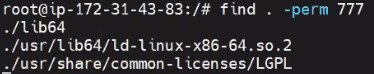 root@ip-172-31-43-83:/# find . -perm 777
./lib64
./usr/lib64/ld-linux-x86-64.so.2
./usr/share/common-licenses/LGPL